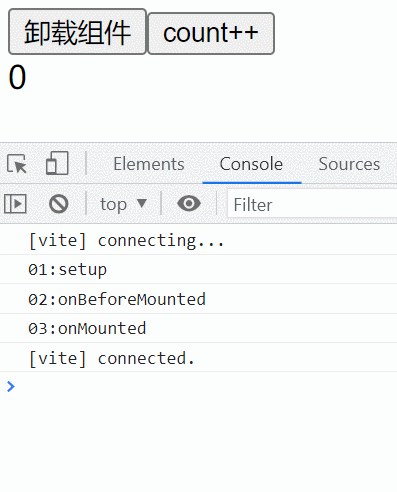 卸载组件 count++
0
Elements Console Sources
top ▼ Filter
[vite] connecting...
01:setup
02:onBeforeMounted
03:onMounted
[vite] connected.
>